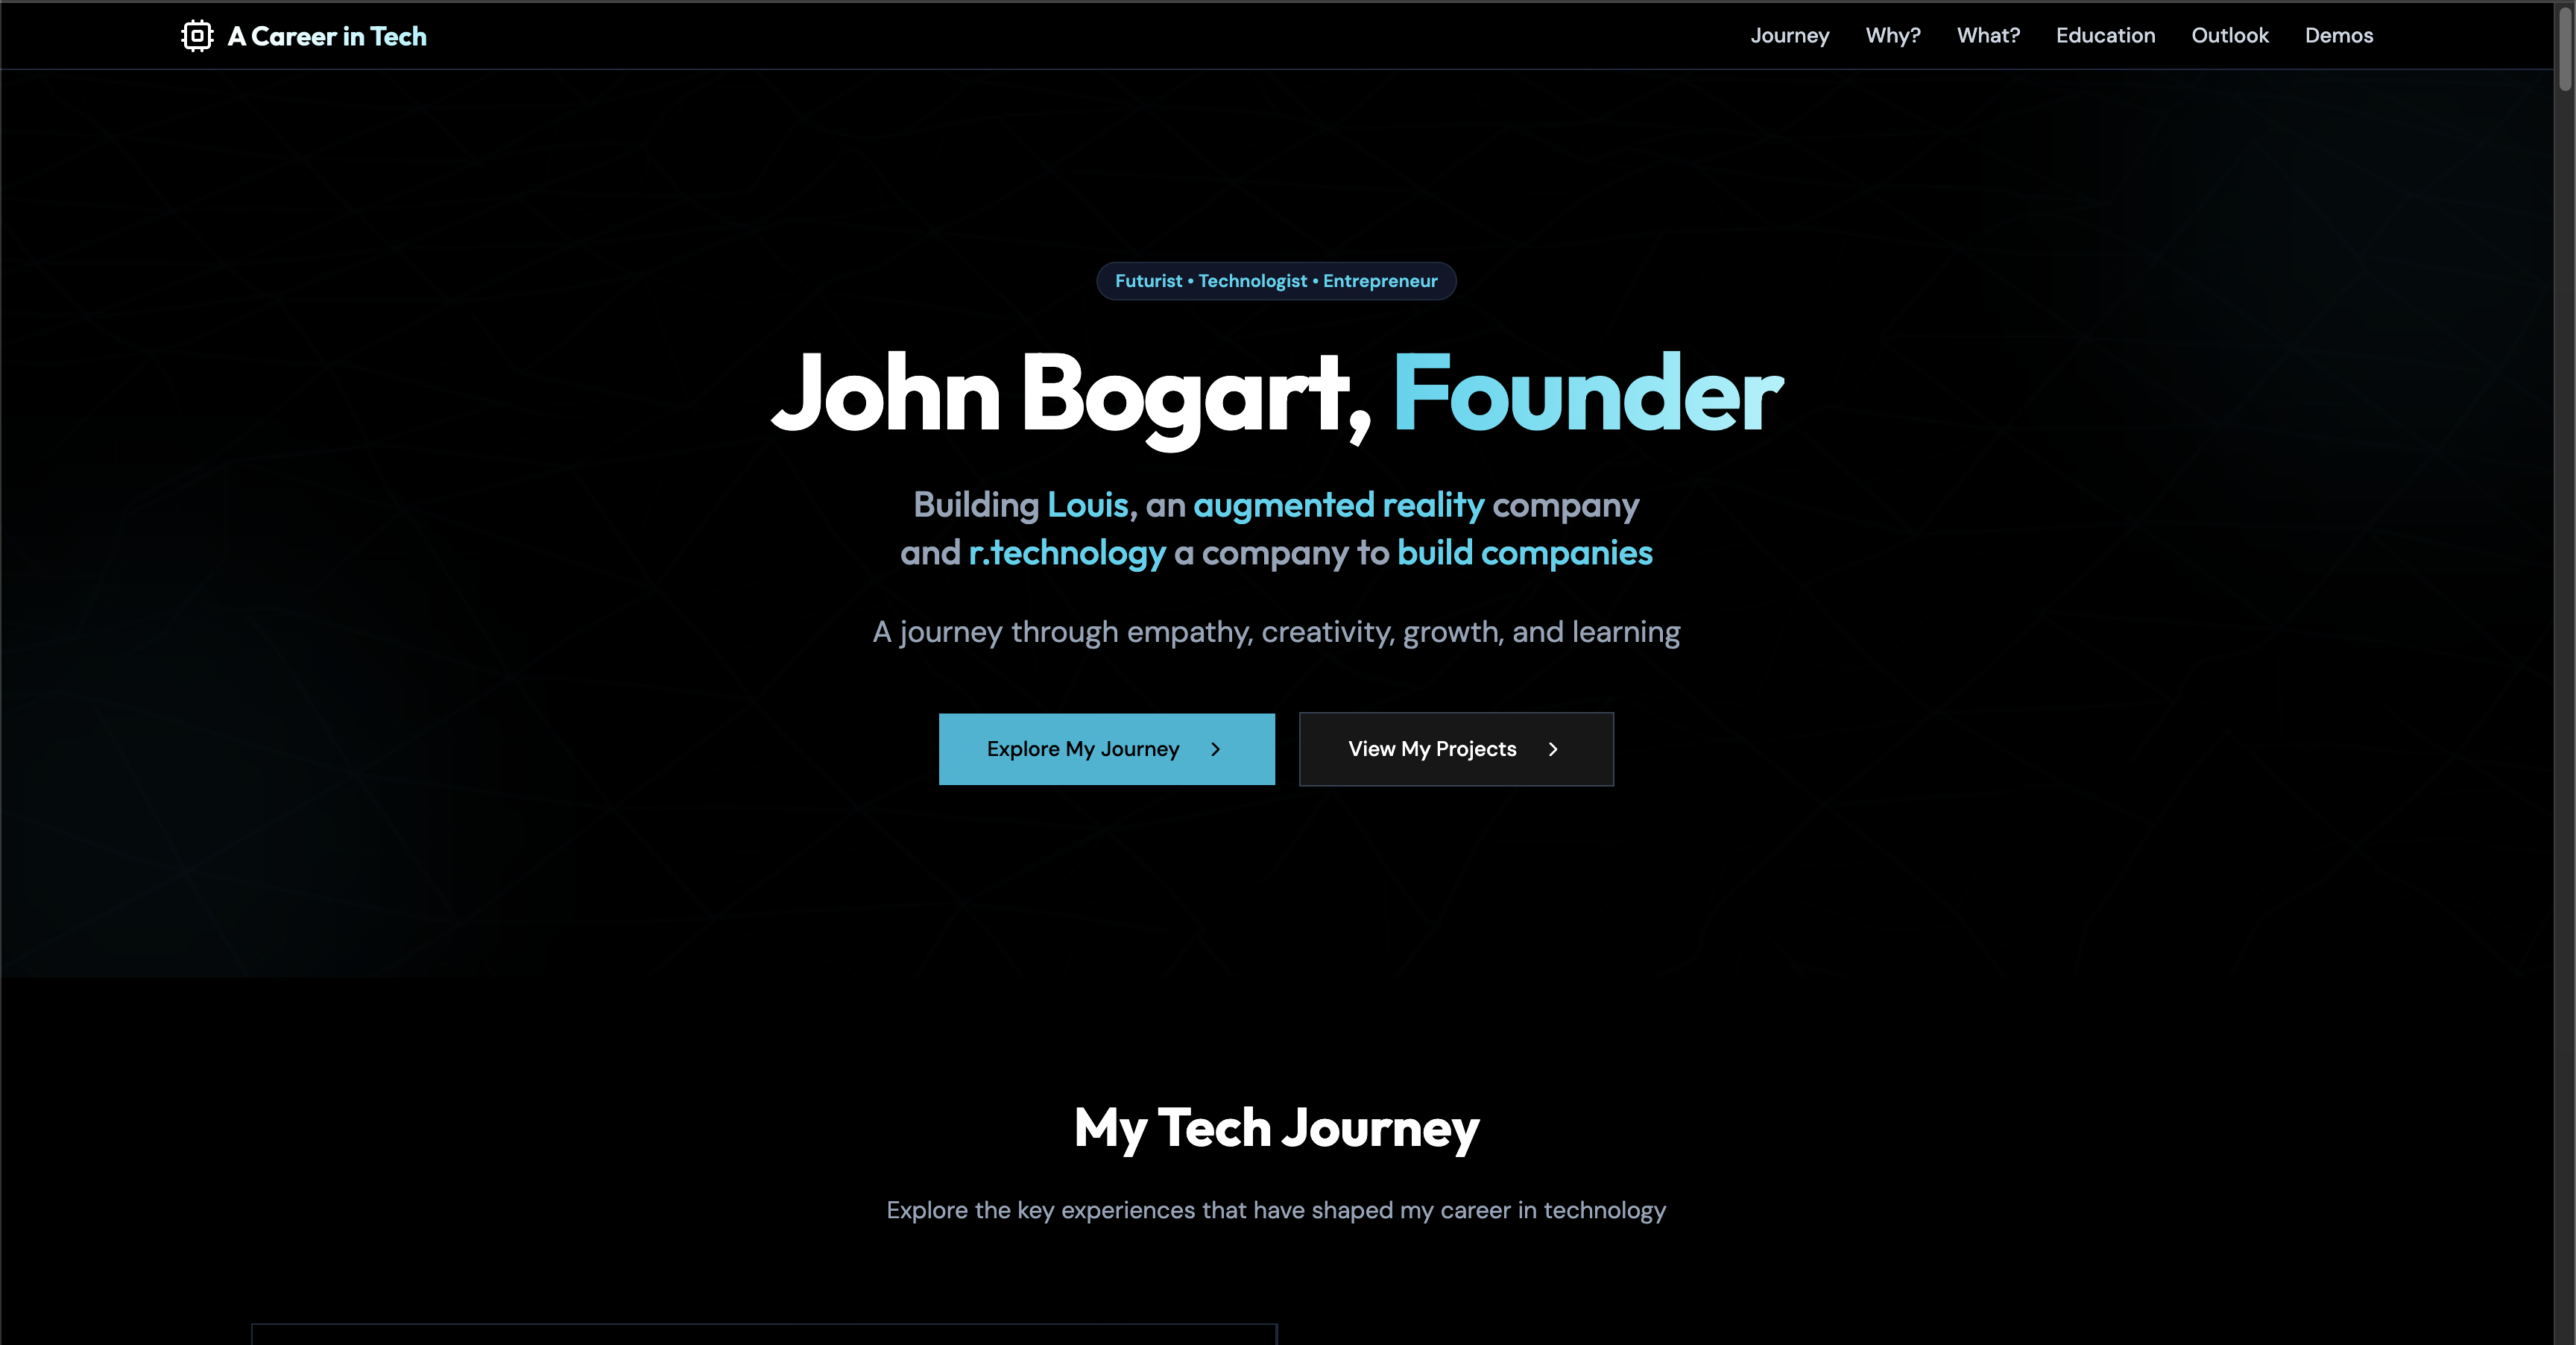 A Career in Tech
Journey Why? What? Education Outlook Demos
Futurist • Technologist • Entrepreneur
John Bogart, Founder
Building Louis, an augmented reality company
and r.technology a company to build companies
A journey through empathy, creativity, growth, and learning
Explore My Journey
View My Projects
My Tech Journey
Explore the key experiences that have shaped my career in technology